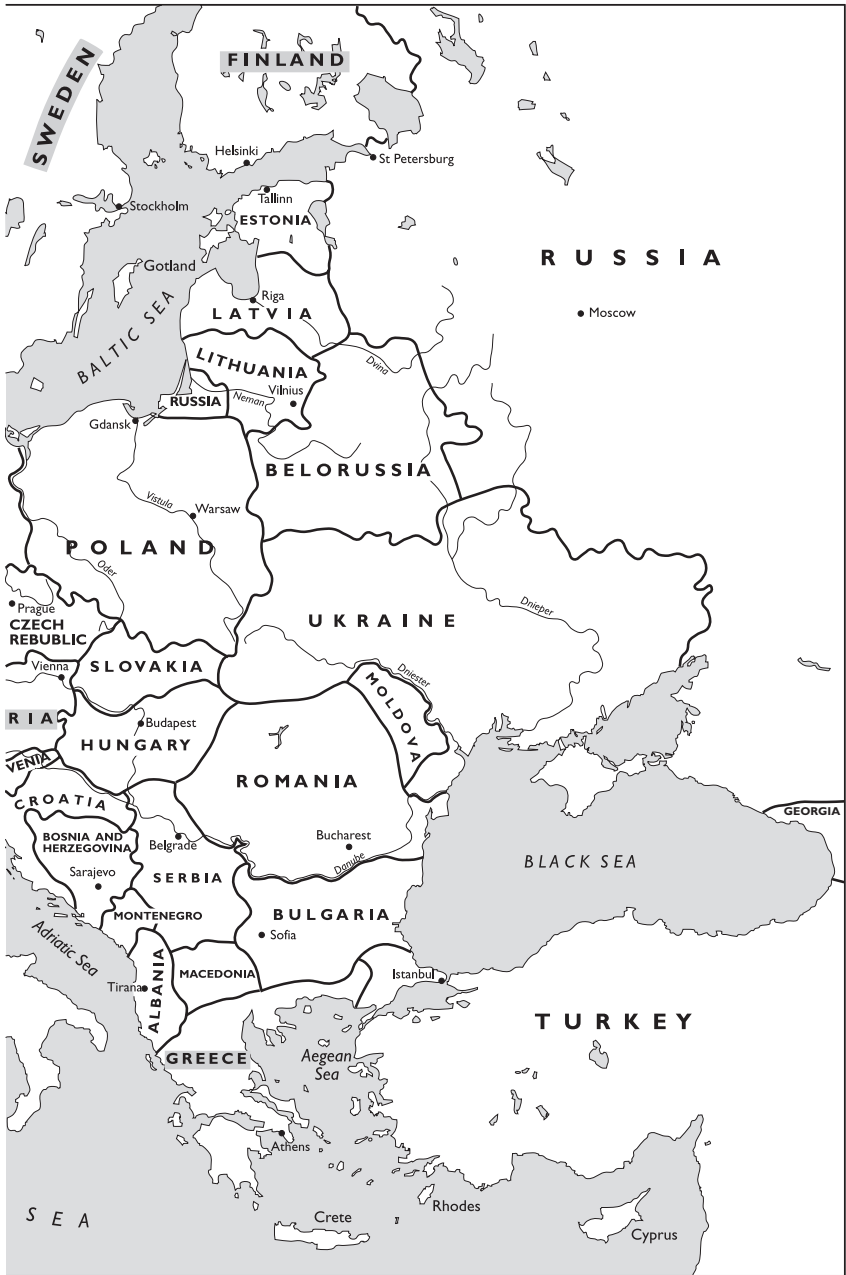 SWEDEN
FINLAND
Helsinki
St Petersburg
Stockholm
Tallinn
ESTONIA
RUSSIA
Gotland
BALTIC SEA
Riga
LATVIA
Moscow
LITHUANIA
Dvina
Vilnius
Neman
RUSSIA
Gdansk
BELORUSSIA
Vistula
Warsaw
POLAND
Oder
Prague
CZECH
REBUBLIC
UKRAINE
Dnieper
Vienna
SLOVAKIA
Dniester
MOLDOVA
RIA
Budapest
HUNGARY
VENIA
ROMANIA
CROATIA
GEORGIA
BOSNIA AND
HERZEGOVINA
Belgrade
Bucharest
Danube
BLACK SEA
Sarajevo
SERBIA
MONTENEGRO
BULGARIA
Sofia
Adriatic Sea
ALBANIA
MACEDONIA
Istanbul
Tirana
TURKEY
GREECE
Aegean
Sea
Athens
SEA
Crete
Rhodes
Cyprus